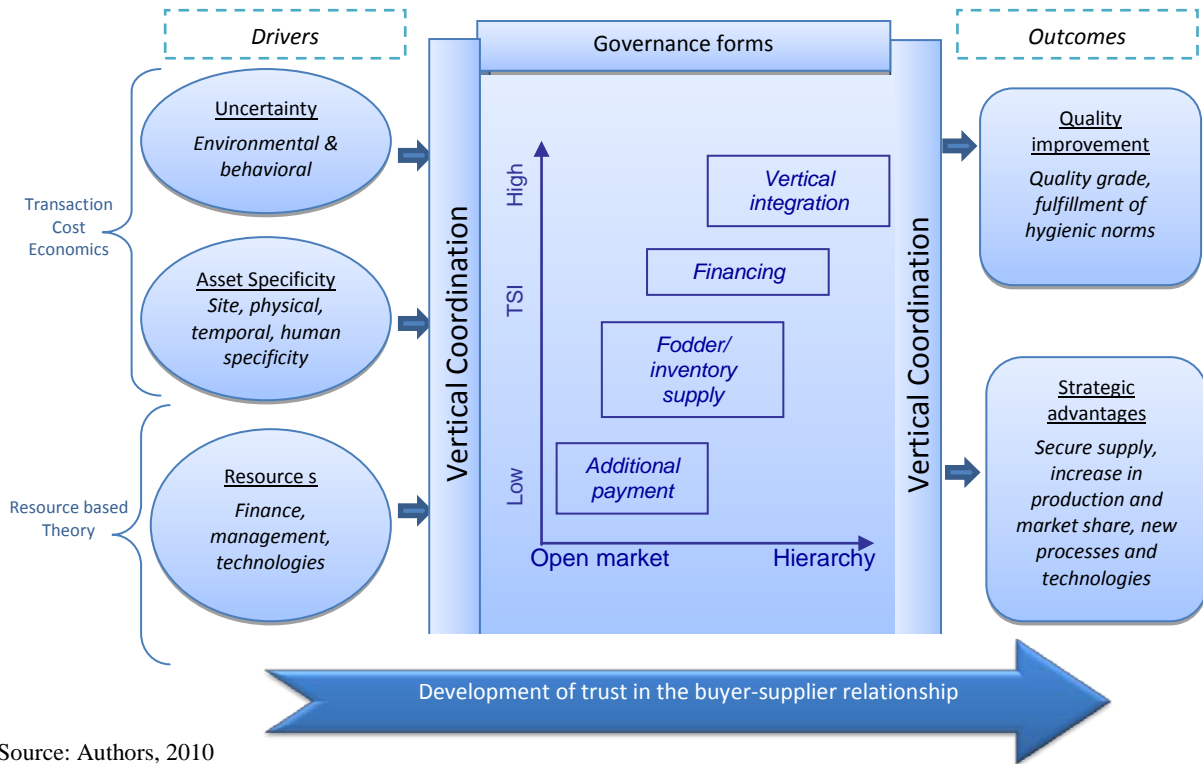 Drivers
Governance forms
Outcomes
Transaction
Cost
Economics
Uncertainty
Environmental &
behavioral
Asset Specificity
Site, physical,
temporal, human
specificity
Resource based
Theory
Resource s
Finance,
management,
technologies
Vertical Coordination
High
TSI
Low
Vertical
integration
Financing
Fodder/
inventory
supply
Additional
payment
Open market
Hierarchy
Vertical Coordination
Quality
improvement
Quality grade,
fulfillment of
hygienic norms
Strategic
advantages
Secure supply,
increase in
production and
market share, new
processes and
technologies
Development of trust in the buyer-supplier relationship
Source: Authors, 2010